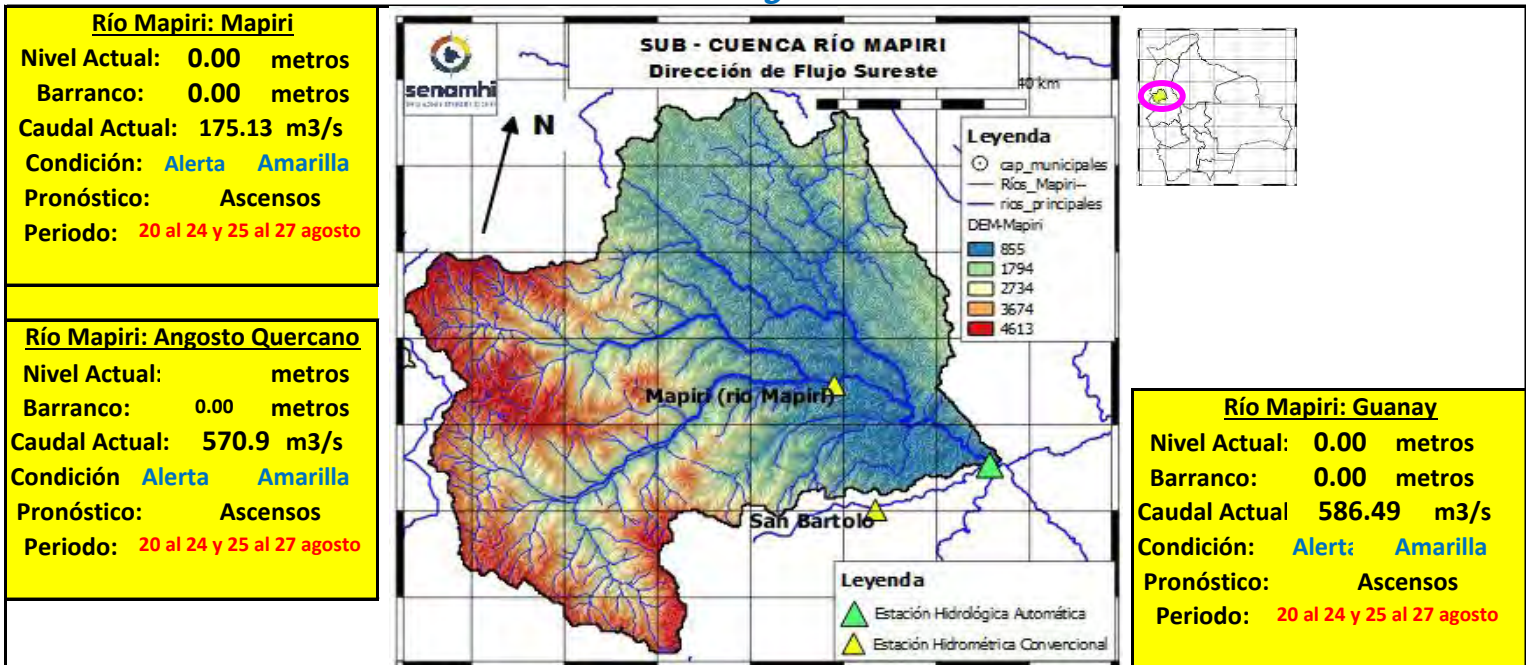 Río Mapiri: Mapiri
Nivel Actual: 0.00 metros
Barranco: 0.00 metros
Caudal Actual: 175.13 m3/s
Condición: Alerta Amarilla
Pronóstico: Ascensos
Periodo: 20 al 24 y 25 al 27 agosto
Río Mapiri: Angosto Quercano
Nivel Actual: metros
Barranco: 0.00 metros
Caudal Actual: 570.9 m3/s
Condición Alerta Amarilla
Pronóstico: Ascensos
Periodo: 20 al 24 y 25 al 27 agosto
senamhi
SUB - CUENCA RÍO MAPIRI
Dirección de Flujo Sureste
40 km
N
Leyenda
cap_municipales
Ríos_Mapiri--
rios_principales
DEM-Mapiri
855
1794
2734
3674
4613
Mapiri (rio Mapiri)
San Bartolo
Leyenda
Estación Hidrológica Automática
Estación Hidrométrica Convencional
Río Mapiri: Guanay
Nivel Actual: 0.00 metros
Barranco: 0.00 metros
Caudal Actual 586.49 m3/s
Condición: Alerta Amarilla
Pronóstico: Ascensos
Periodo: 20 al 24 y 25 al 27 agosto